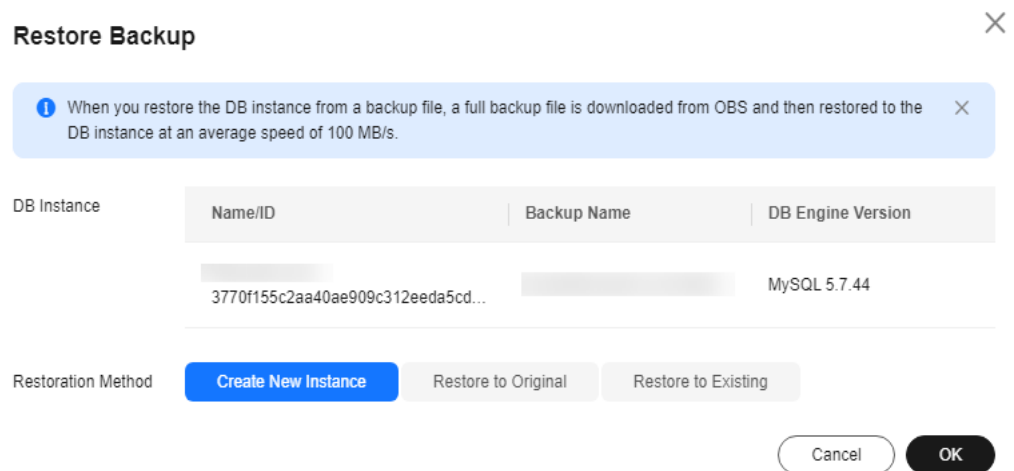 Restore Backup
When you restore the DB instance from a backup file, a full backup file is downloaded from OBS and then restored to the
DB instance at an average speed of 100 MB/s.
DB Instance
Name/ID
Backup Name
DB Engine Version
3770f155c2aa40ae909c312eeda5cd...
MySQL 5.7.44
Restoration Method
Create New Instance
Restore to Original
Restore to Existing
Cancel
OK